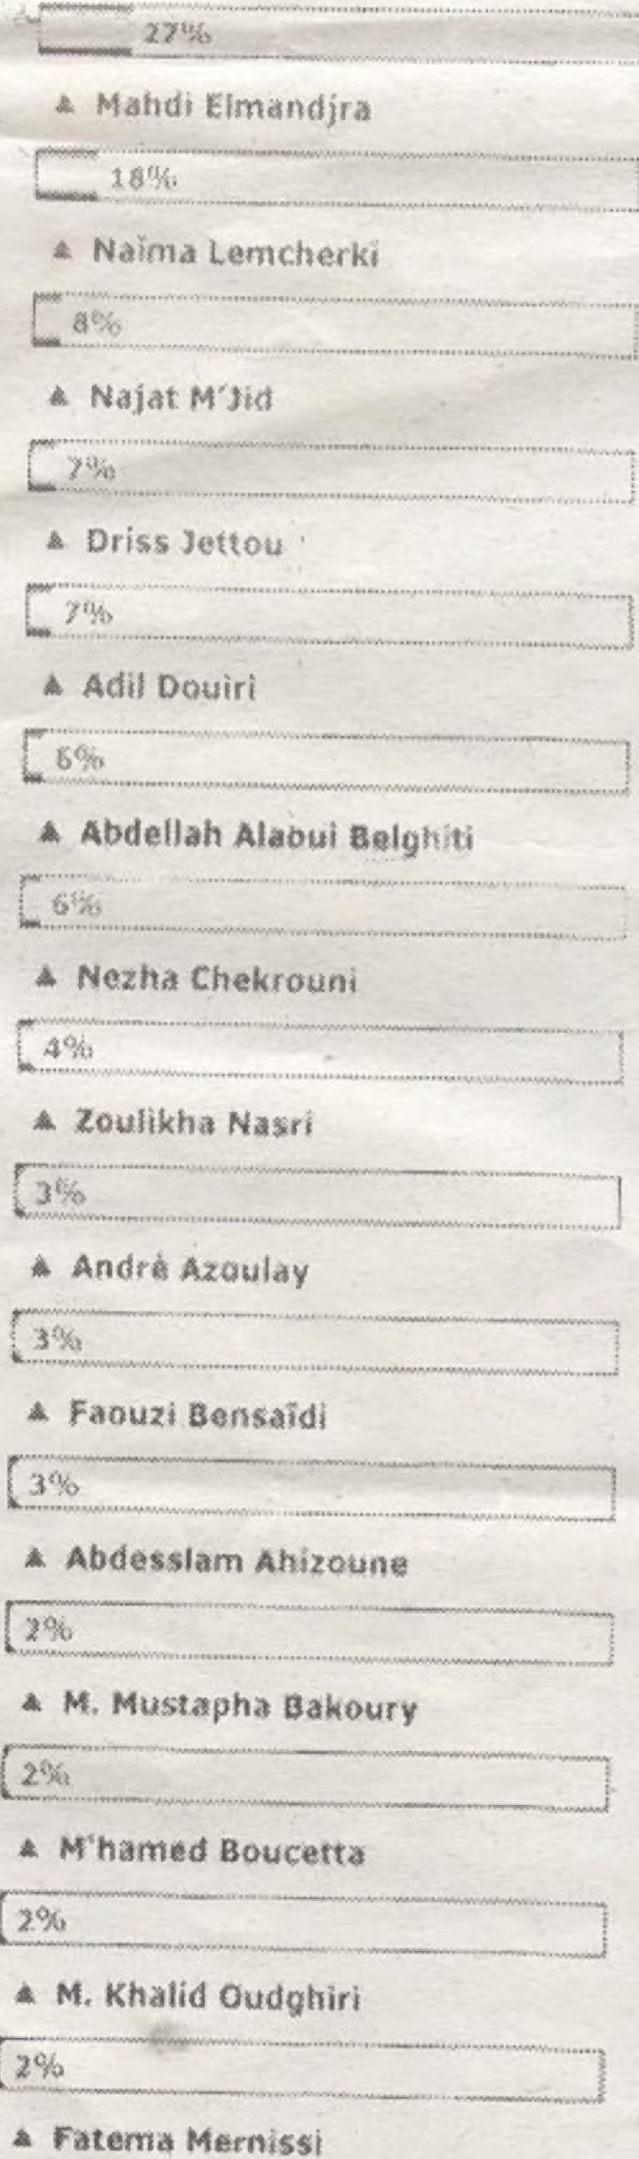 27%
▲ Mahdi Elmandjra
18%
▲ Naïma Lemcherki
8%
▲ Najat M'Jid
7%
▲ Driss Jettou
7%
▲ Adil Douiri
6%
▲ Abdellah Alaoui Belghiti
6%
▲ Nezha Chekrouni
4%
▲ Zoulikha Nasri
3%
▲ André Azoulay
3%
▲ Faouzi Bensaïdi
3%
▲ Abdesslam Ahizoune
2%
▲ M. Mustapha Bakoury
2%
▲ M'hamed Boucetta
2%
▲ M. Khalid Oudghiri
2%
▲ Fatema Mernissi